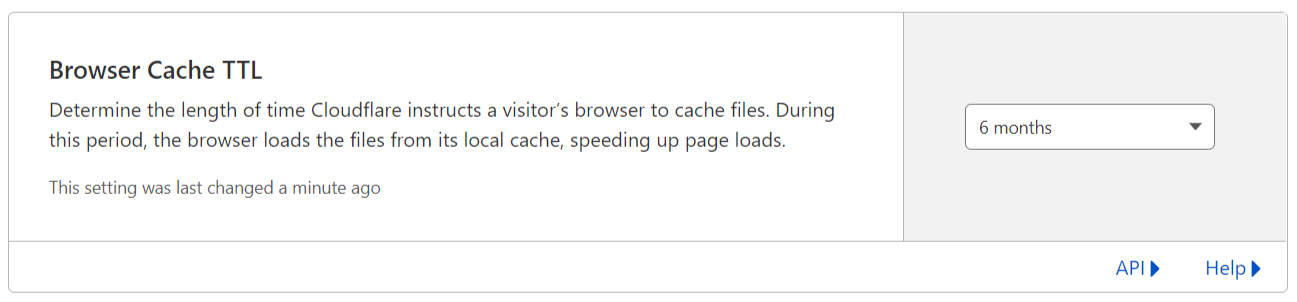 Browser Cache TTL
Determine the length of time Cloudflare instructs a visitor’s browser to cache files. During
this period, the browser loads the files from its local cache, speeding up page loads.
This setting was last changed a minute ago
6 months
API
Help